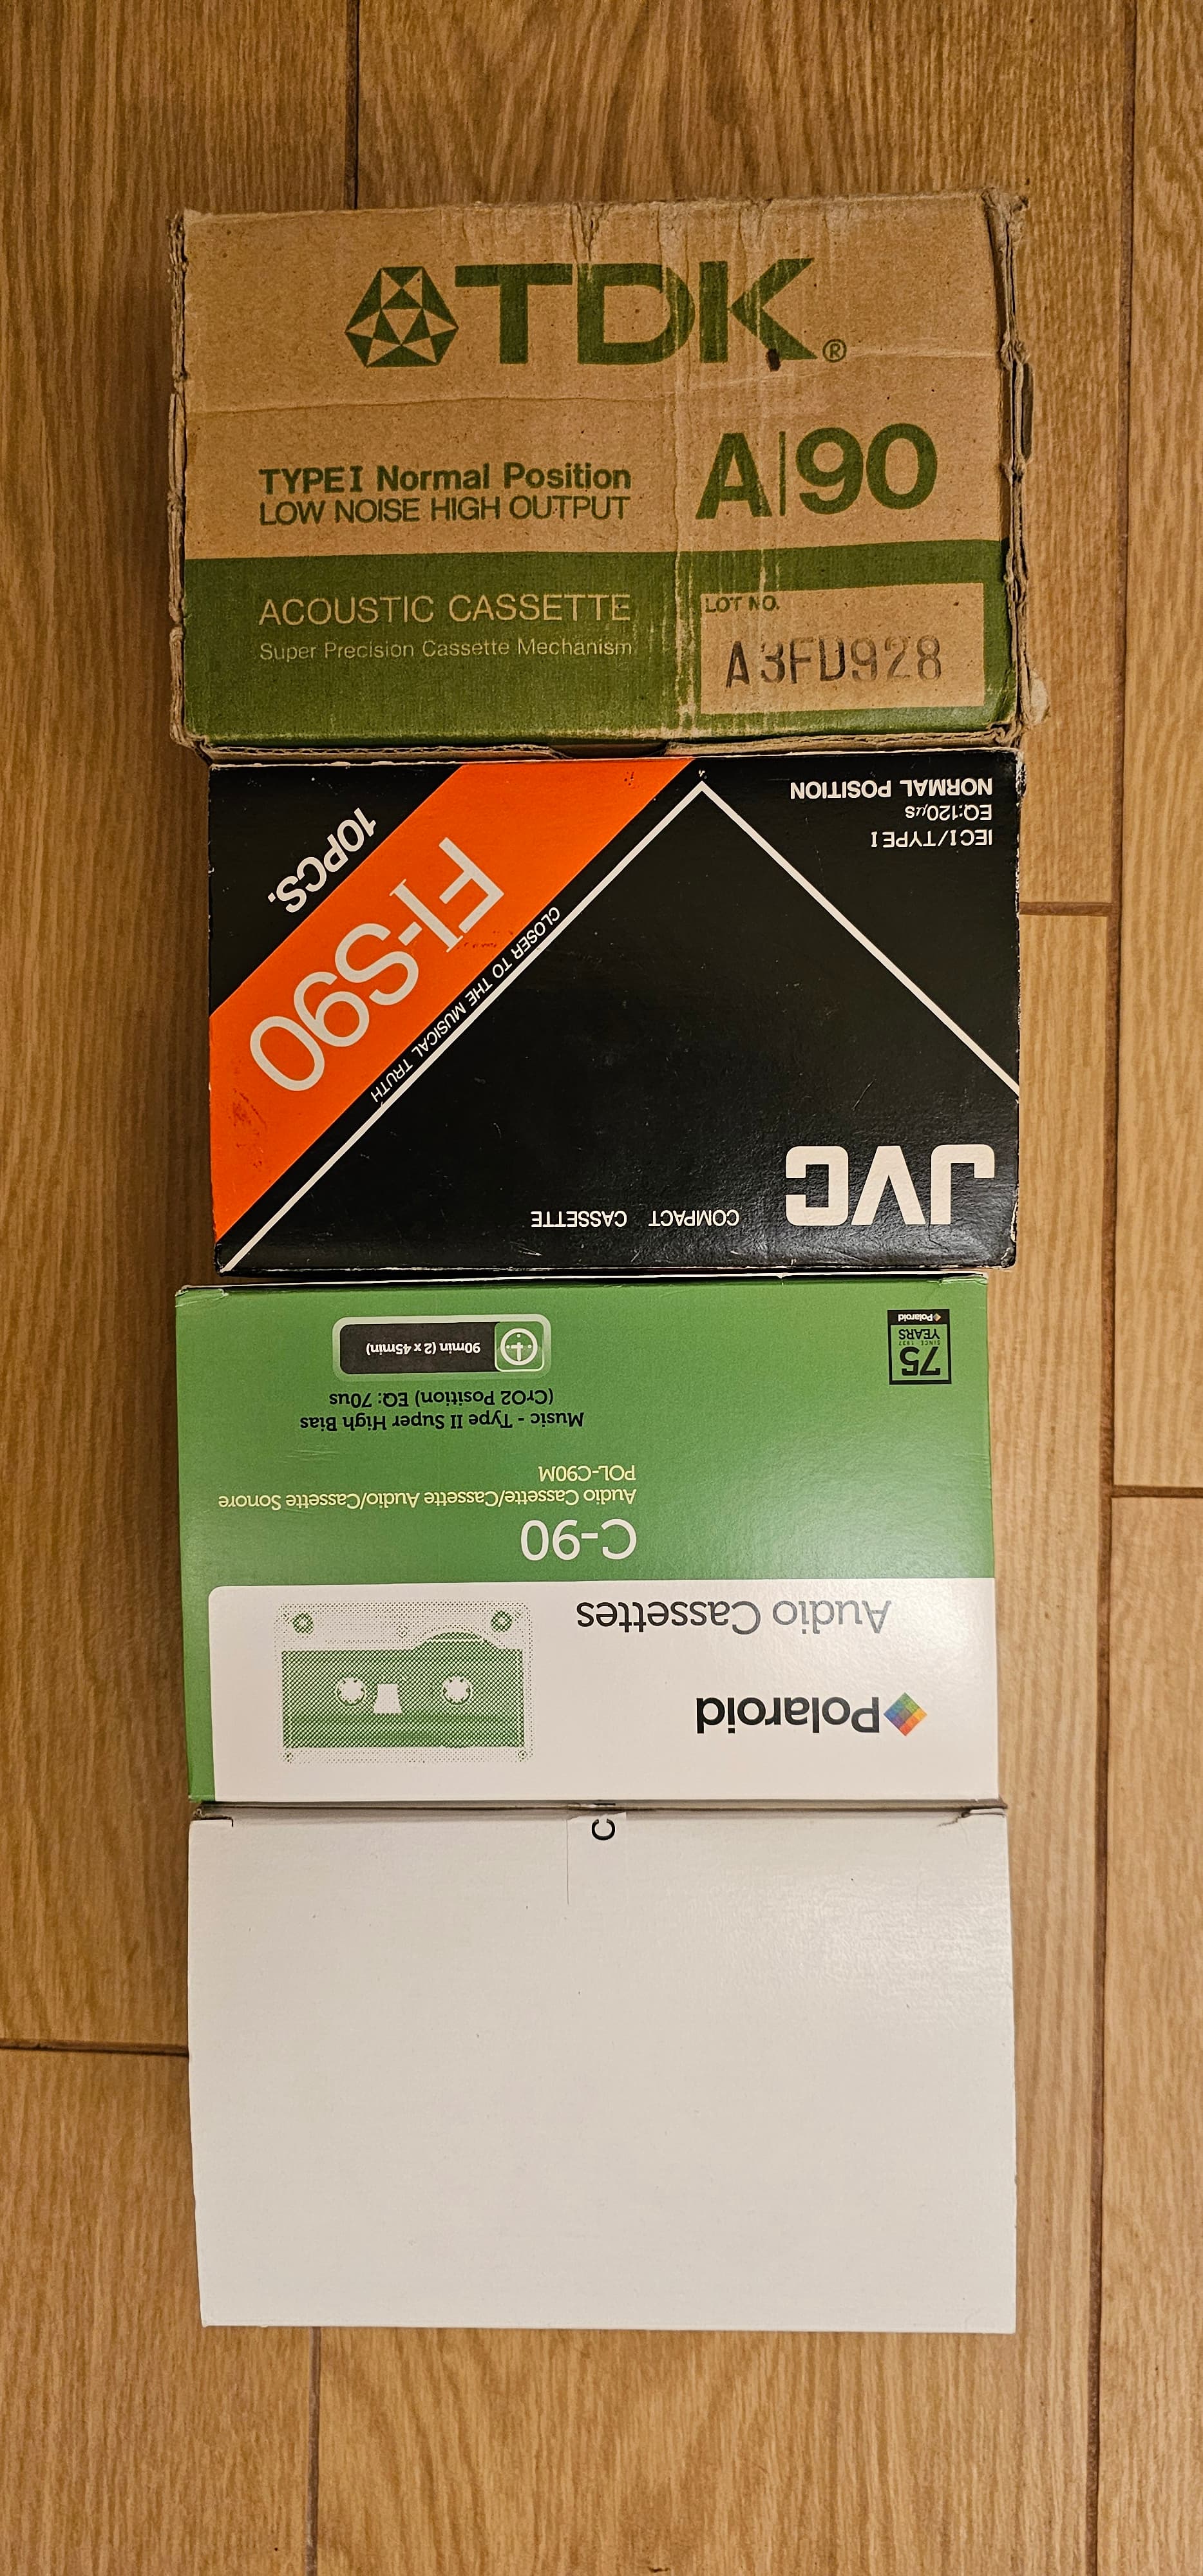 TDK®
A|90
TYPE I Normal Position
LOW NOISE HIGH OUTPUT
ACOUSTIC CASSETTE
Super Precision Cassette Mechanism
LOT NO.
A3FD928
JVC
COMPACT CASSETTE
CLOSER TO THE MUSICAL TRUTH
FI-S90
10PCS.
IEC I/TYPE I
EQ:120μs
NORMAL POSITION
Polaroid
Audio Cassettes
C-90
Audio Cassette/Cassette Audio/Cassette Sonore
POL-C90M
Music - Type II Super High Bias
(CrO2 Position) EQ: 70us
90min (2 x 45min)
75
SINCE 1937
YEARS
Polaroid
C